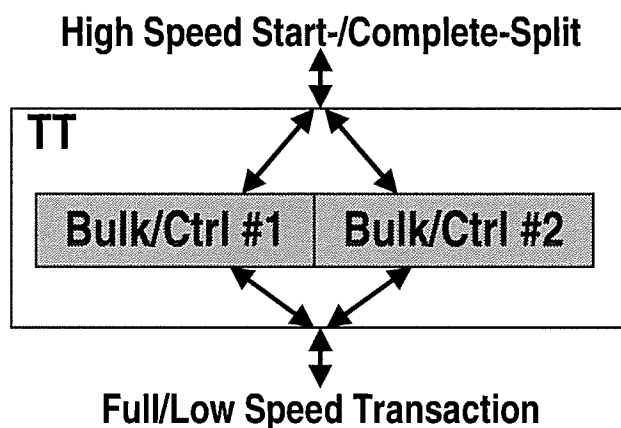 High Speed Start-/Complete-Split
TT
Bulk/Ctrl #1 Bulk/Ctrl #2
Full/Low Speed Transaction